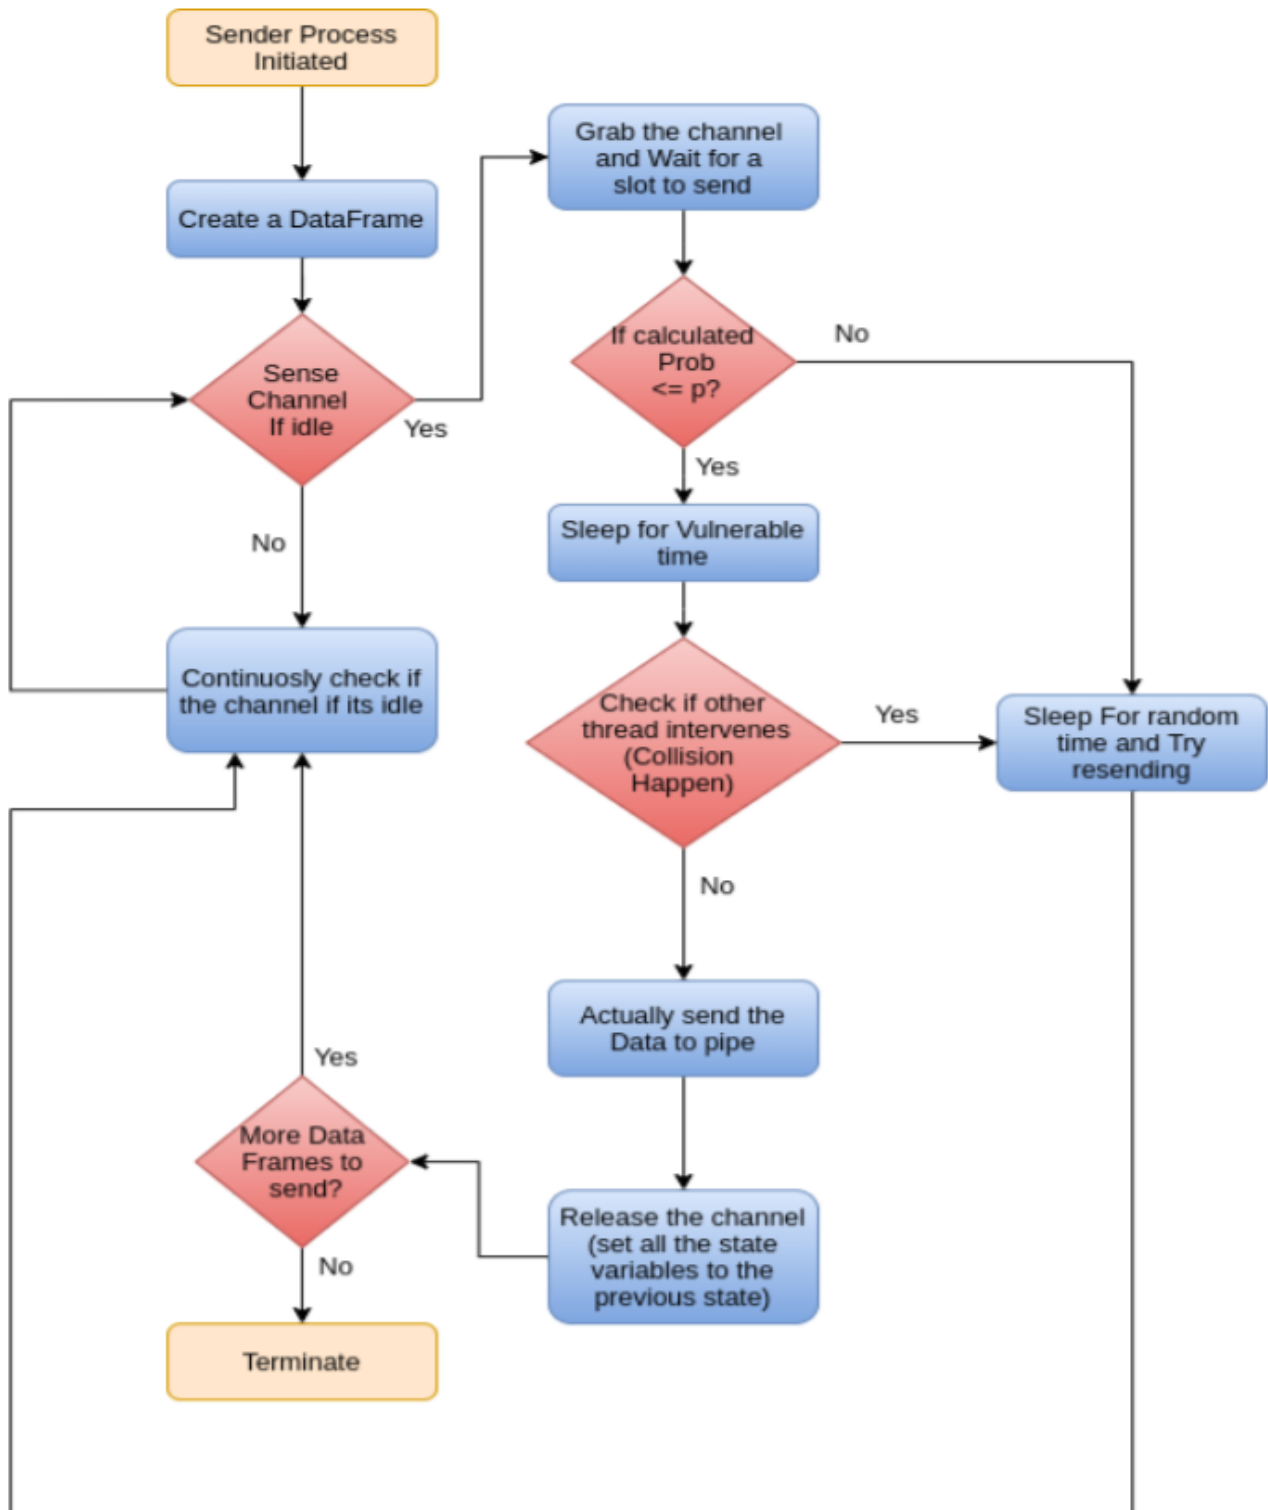 Sender Process
Initiated
Create a DataFrame
Sense
Channel
If idle
Yes
No
Continuosly check if
the channel if its idle
Grab the channel
and Wait for a
slot to send
If calculated
Prob
<= p?
No
Yes
Sleep for Vulnerable
time
Check if other
thread intervenes
(Collision
Happen)
Yes
Sleep For random
time and Try
resending
No
Actually send the
Data to pipe
Release the channel
(set all the state
variables to the
previous state)
More Data
Frames to
send?
Yes
No
Terminate